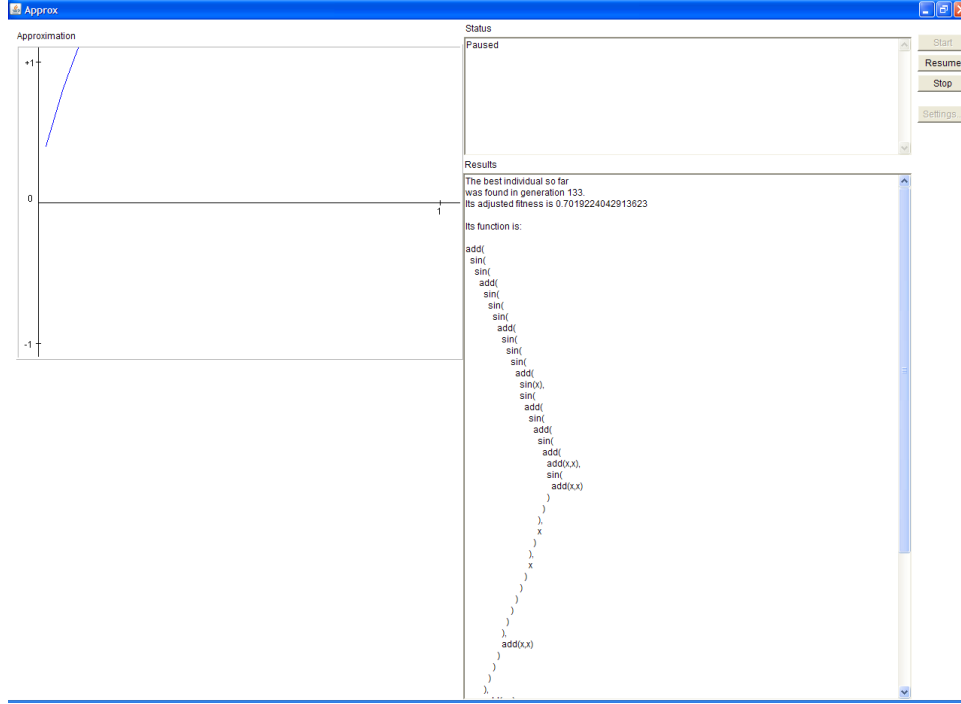 Approx
Approximation
+1
0
1
-1
Status
Paused
Start
Resume
Stop
Settings...
Results
The best individual so far
was found in generation 133.
Its adjusted fitness is 0.7019224042913623
Its function is:
add(
sin(
sin(
add(
sin(
sin(
sin(
add(
sin(
sin(
sin(
add(
sin(x),
sin(
add(
sin(
add(
sin(
add(
add(x,x),
sin(
add(x,x)
)
)
),
x
)
),
x
)
)
)
)
)
),
add(x,x)
)
)
)
),